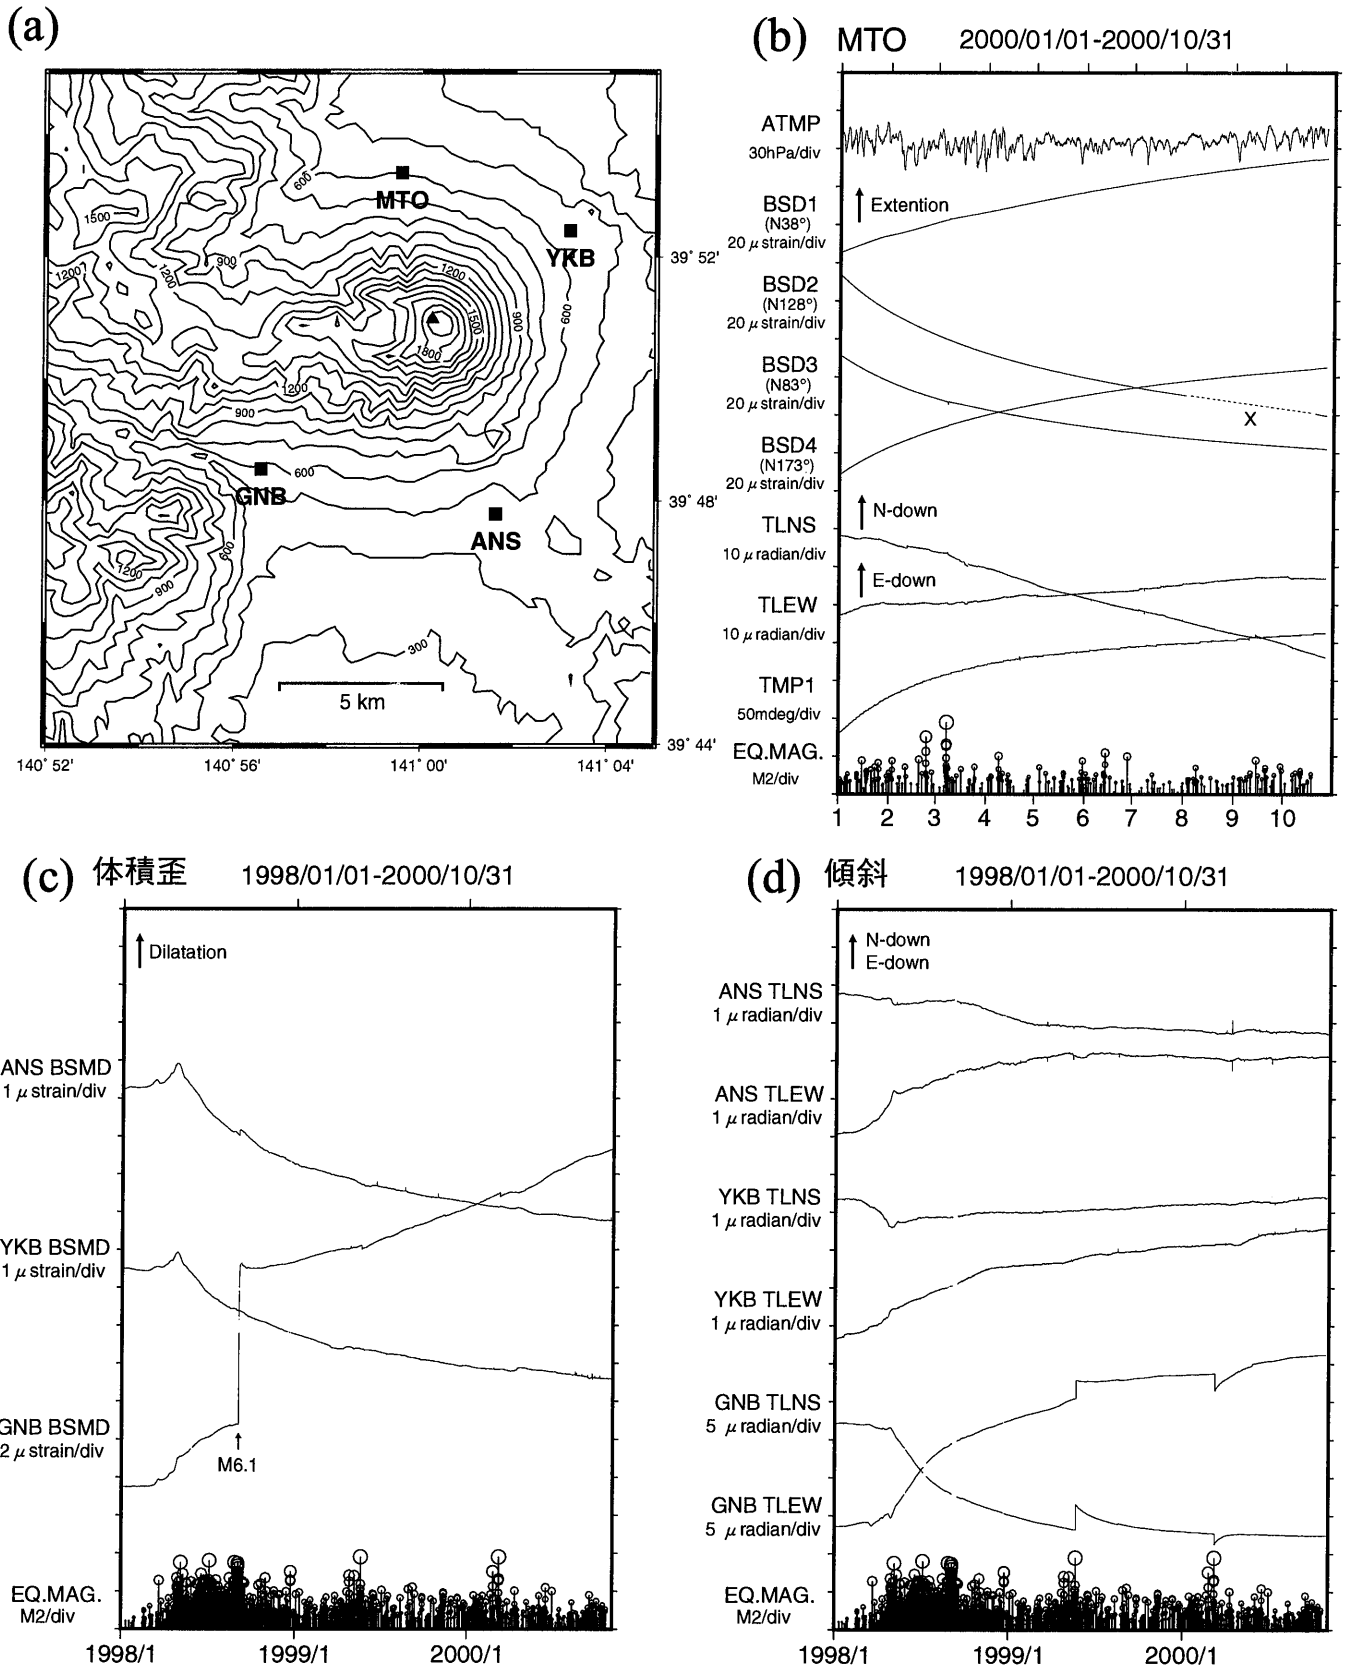 (a)
600
MTO
1500
YKB
39° 52'
1200
1200
900
1200
1500
900
600
1800
1200
900
600
GNB
39° 48'
ANS
600
1200
900
300
5 km
39° 44'
140° 52'
140° 56'
141° 00'
141° 04'
(b) MTO 2000/01/01-2000/10/31
ATMP
30hPa/div
BSD1
(N38°)
20 μ strain/div
Extention
BSD2
(N128°)
20 μ strain/div
BSD3
(N83°)
20 μ strain/div
X
BSD4
(N173°)
20 μ strain/div
N-down
TLNS
10 μ radian/div
E-down
TLEW
10 μ radian/div
TMP1
50mdeg/div
EQ.MAG.
M2/div
1 2 3 4 5 6 7 8 9 10
(c) 体積歪 1998/01/01-2000/10/31
Dilatation
ANS BSMD
1 μ strain/div
YKB BSMD
1 μ strain/div
GNB BSMD
2 μ strain/div
M6.1
EQ.MAG.
M2/div
1998/1 1999/1 2000/1
(d) 傾斜 1998/01/01-2000/10/31
N-down
E-down
ANS TLNS
1 μ radian/div
ANS TLEW
1 μ radian/div
YKB TLNS
1 μ radian/div
YKB TLEW
1 μ radian/div
GNB TLNS
5 μ radian/div
GNB TLEW
5 μ radian/div
EQ.MAG.
M2/div
1998/1 1999/1 2000/1